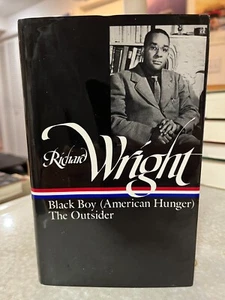 Richard
Wright
Black Boy (American Hunger)
The Outsider